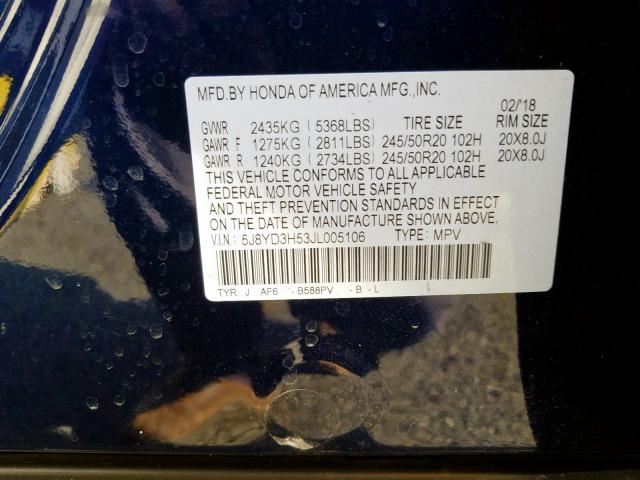 MFD.BY HONDA OF AMERICA MFG.,INC.
02/'18
GVWR 2435KG ( 5368LBS) TIRE SIZE RIM SIZE
GAWR F 1275KG ( 2811LBS) 245/50R20 102H 20X8.0J
GAWR R 1240KG ( 2734LBS) 245/50R20 102H 20X8.0J
THIS VEHICLE CONFORMS TO ALL APPLICABLE
FEDERAL MOTOR VEHICLE SAFETY
AND THEFT PREVENTION STANDARDS IN EFFECT
ON THE DATE OF MANUFACTURE SHOWN ABOVE.
V.I.N.: 5J8YD3H53JL005106 TYPE: MPV
TYR J AF6 -B588PV -B -L